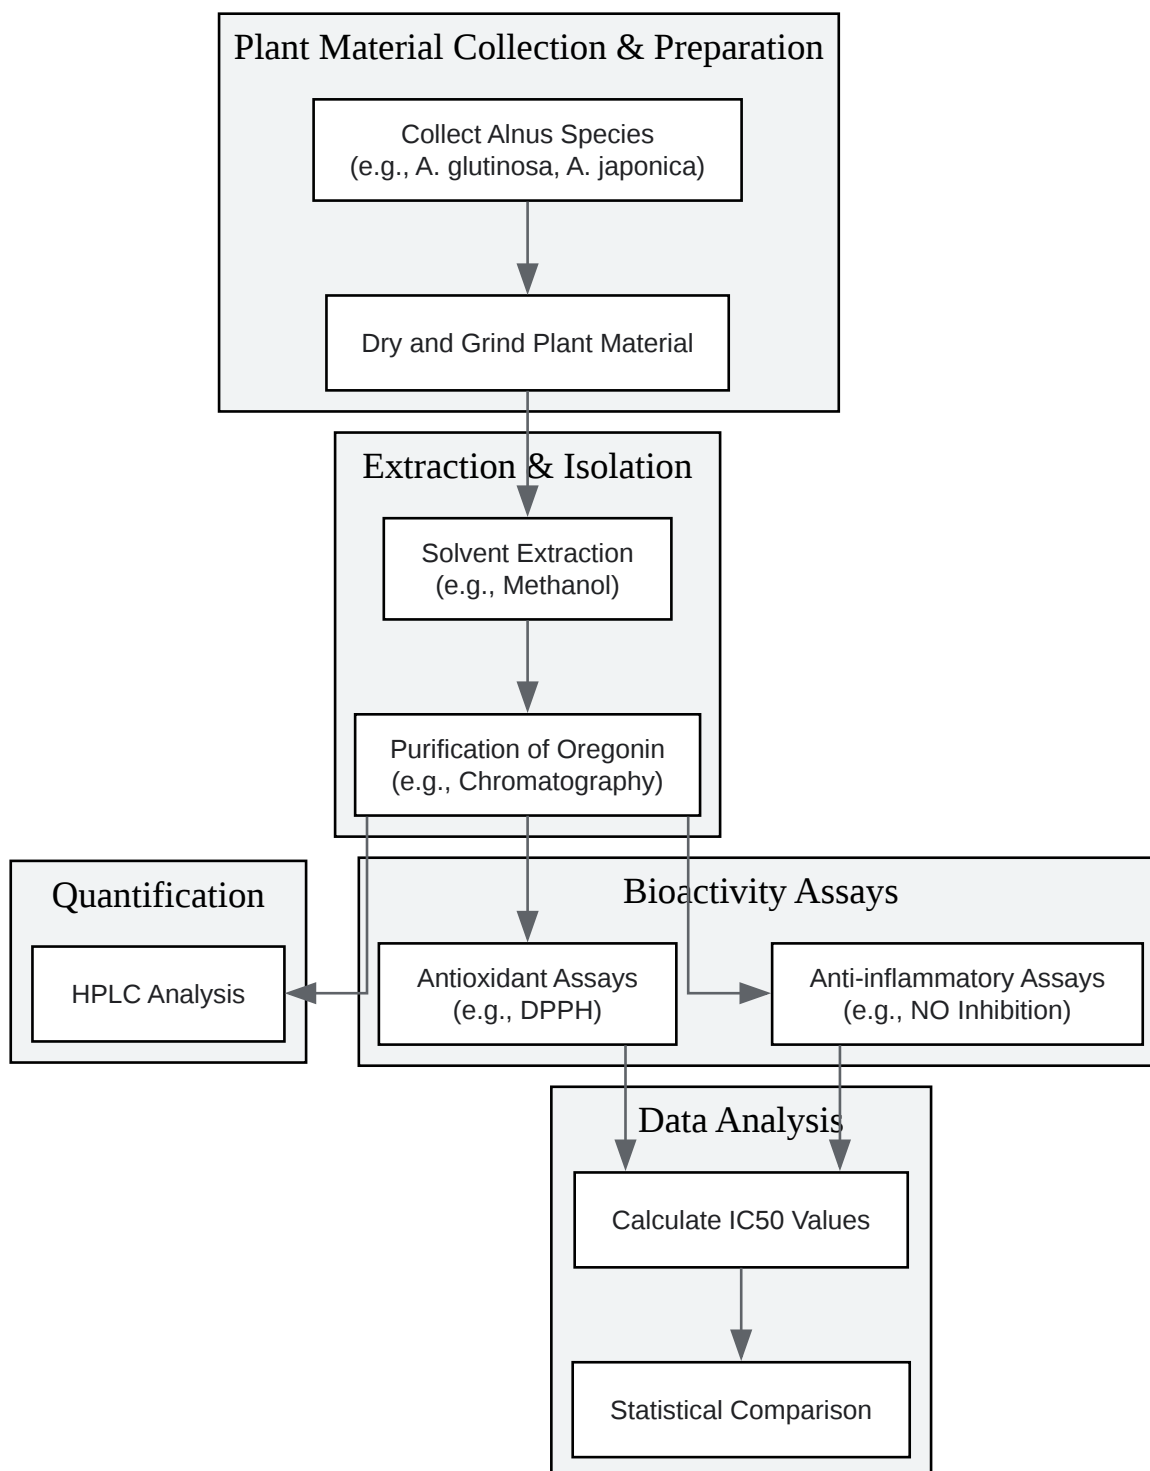 Plant Material Collection & Preparation
Collect Alnus Species
(e.g., A. glutinosa, A. japonica)
Dry and Grind Plant Material
Extraction & Isolation
Solvent Extraction
(e.g., Methanol)
Purification of Oregonin
(e.g., Chromatography)
Quantification
HPLC Analysis
Bioactivity Assays
Antioxidant Assays
(e.g., DPPH)
Anti-inflammatory Assays
(e.g., NO Inhibition)
Data Analysis
Calculate IC50 Values
Statistical Comparison